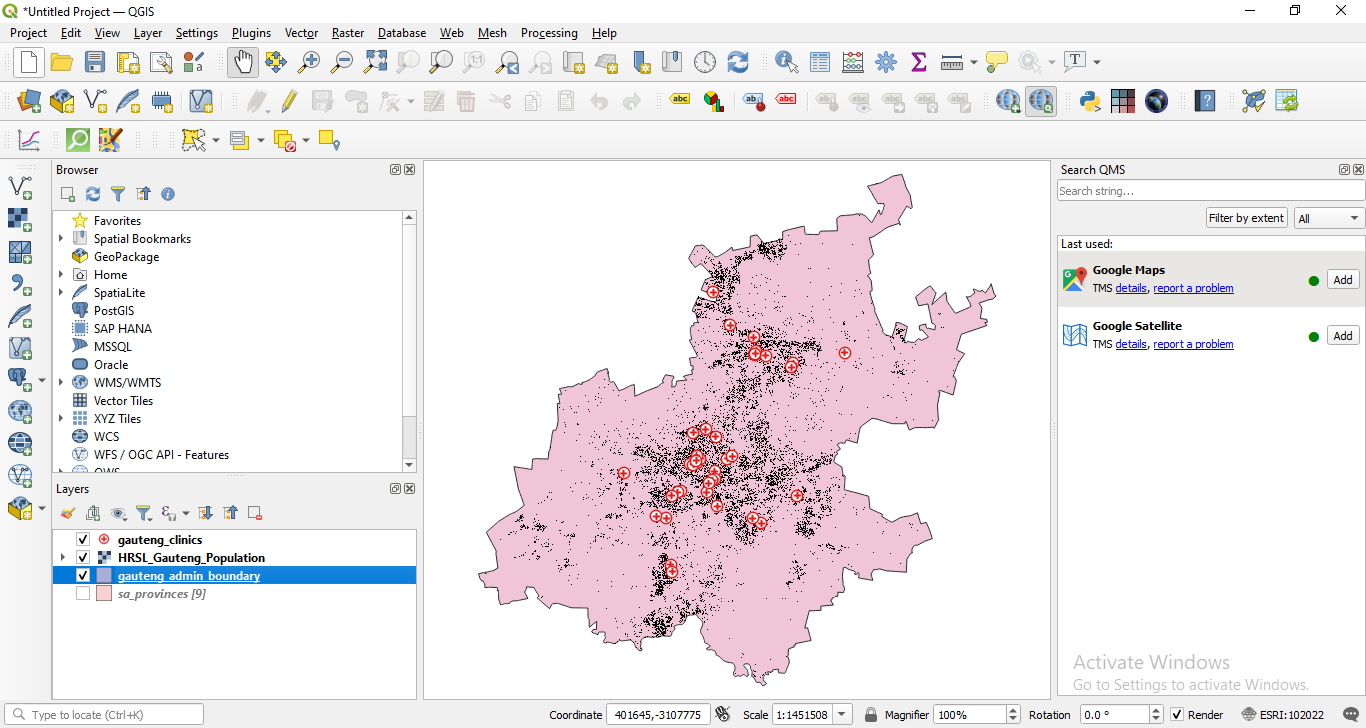 *Untitled Project — QGIS
Project Edit View Layer Settings Plugins Vector Raster Database Web Mesh Processing Help
Browser
Favorites
Spatial Bookmarks
GeoPackage
Home
SpatiaLite
PostGIS
SAP HANA
MSSQL
Oracle
WMS/WMTS
Vector Tiles
XYZ Tiles
WCS
WFS / OGC API - Features
Layers
gauteng_clinics
HRSL_Gauteng_Population
gauteng_admin_boundary
sa_provinces [9]
Search QMS
Search string...
Filter by extent All
Last used:
Google Maps
TMS details, report a problem Add
Google Satellite
TMS details, report a problem Add
Activate Windows
Go to Settings to activate Windows.
Type to locate (Ctrl+K) Coordinate 401645,-3107775 Scale 1:1451508 Magnifier 100% Rotation 0.0 ° Render ESRI:102022